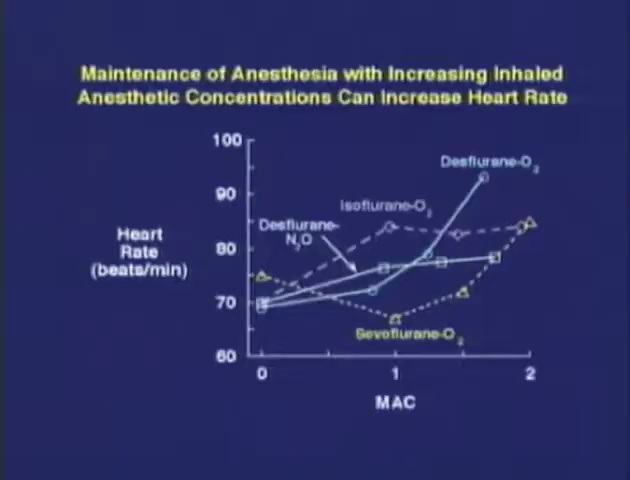 Maintenance of Anesthesia with Increasing Inhaled
Anesthetic Concentrations Can Increase Heart Rate
100
90
80
70
60
Heart
Rate
(beats/min)
Desflurane-O2
Isoflurane-O2
Desflurane-
N2O
Sevoflurane-O2
0
1
2
MAC